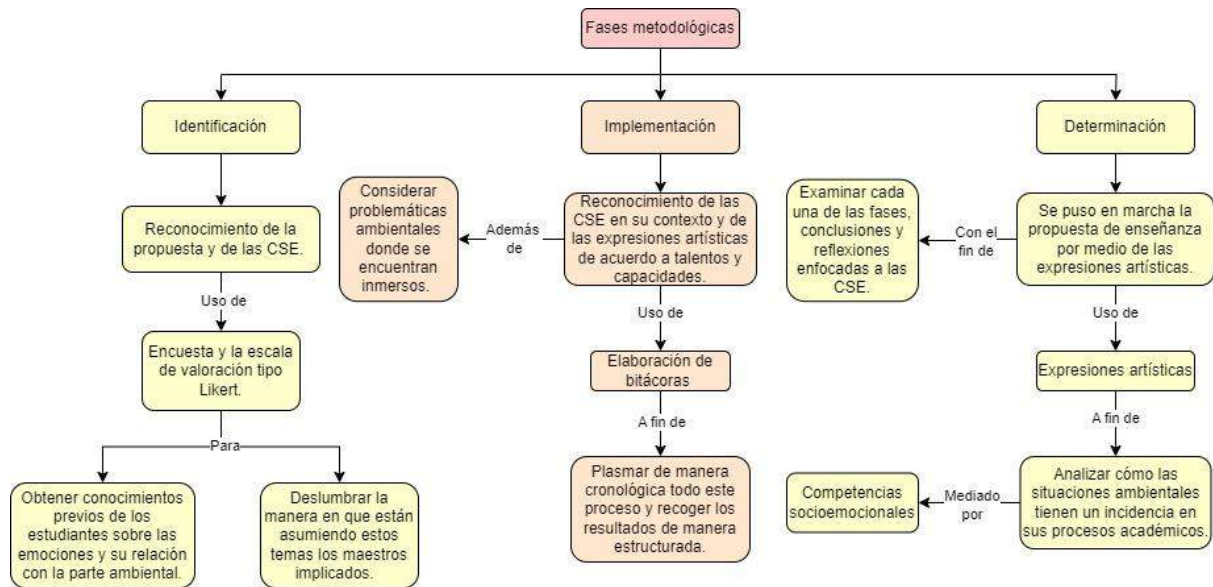 Fases metodológicas
Identificación
Implementación
Determinación
Reconocimiento de la
propuesta y de las CSE.
Uso de
Encuesta y la escala
de valoración tipo
Likert.
Para
Obtener conocimientos
previos de los
estudiantes sobre las
emociones y su relación
con la parte ambiental.
Deslumbrar la
manera en que están
asumiendo estos
temas los maestros
implicados.
Considerar
problemáticas
ambientales
donde se
encuentran
inmersos.
Además
de
Reconocimiento de las
CSE en su contexto y de
las expresiones artísticas
de acuerdo a talentos y
capacidades.
Uso de
Elaboración de
bitácoras
A fin de
Plasmar de manera
cronológica todo este
proceso y recoger los
resultados de manera
estructurada.
Examinar cada
una de las fases,
conclusiones y
reflexiones
enfocadas a las
CSE.
Con el
fin de
Se puso en marcha la
propuesta de enseñanza
por medio de las
expresiones artísticas.
Uso de
Expresiones artísticas
A fin de
Analizar cómo las
situaciones ambientales
tienen un incidencia en
sus procesos académicos.
Mediado
por
Competencias
socioemocionales